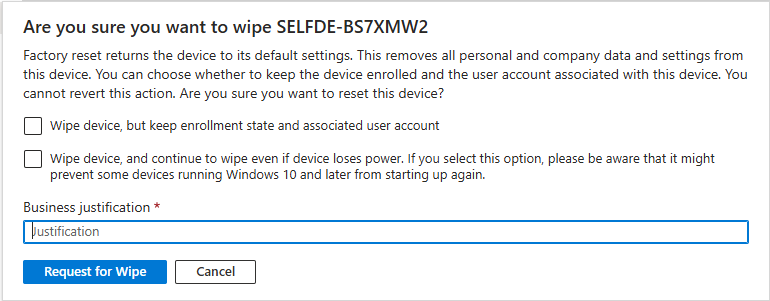 Are you sure you want to wipe SELFDE-BS7XMW2
Factory reset returns the device to its default settings. This removes all personal and company data and settings from
this device. You can choose whether to keep the device enrolled and the user account associated with this device. You
cannot revert this action. Are you sure you want to reset this device?
Wipe device, but keep enrollment state and associated user account
Wipe device, and continue to wipe even if device loses power. If you select this option, please be aware that it might
prevent some devices running Windows 10 and later from starting up again.
Business justification *
Justification
Request for Wipe
Cancel